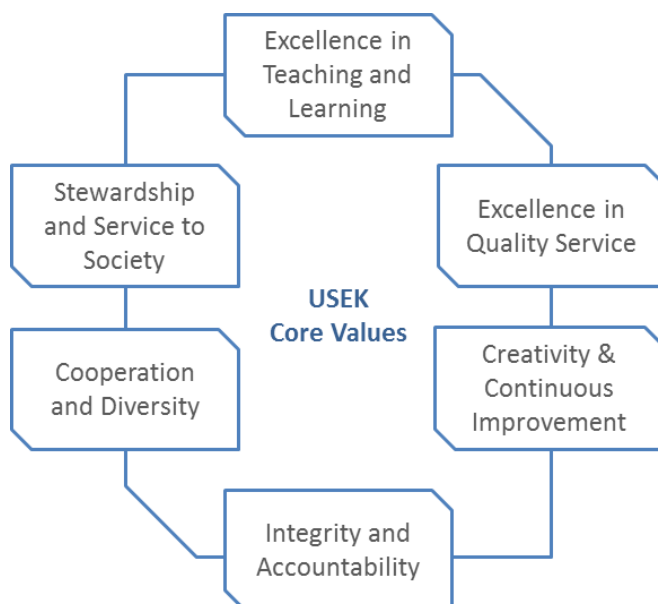 Excellence in
Teaching and
Learning
Stewardship
and Service to
Society
Excellence in
Quality Service
USEK
Core Values
Cooperation
and Diversity
Creativity &
Continuous
Improvement
Integrity and
Accountability